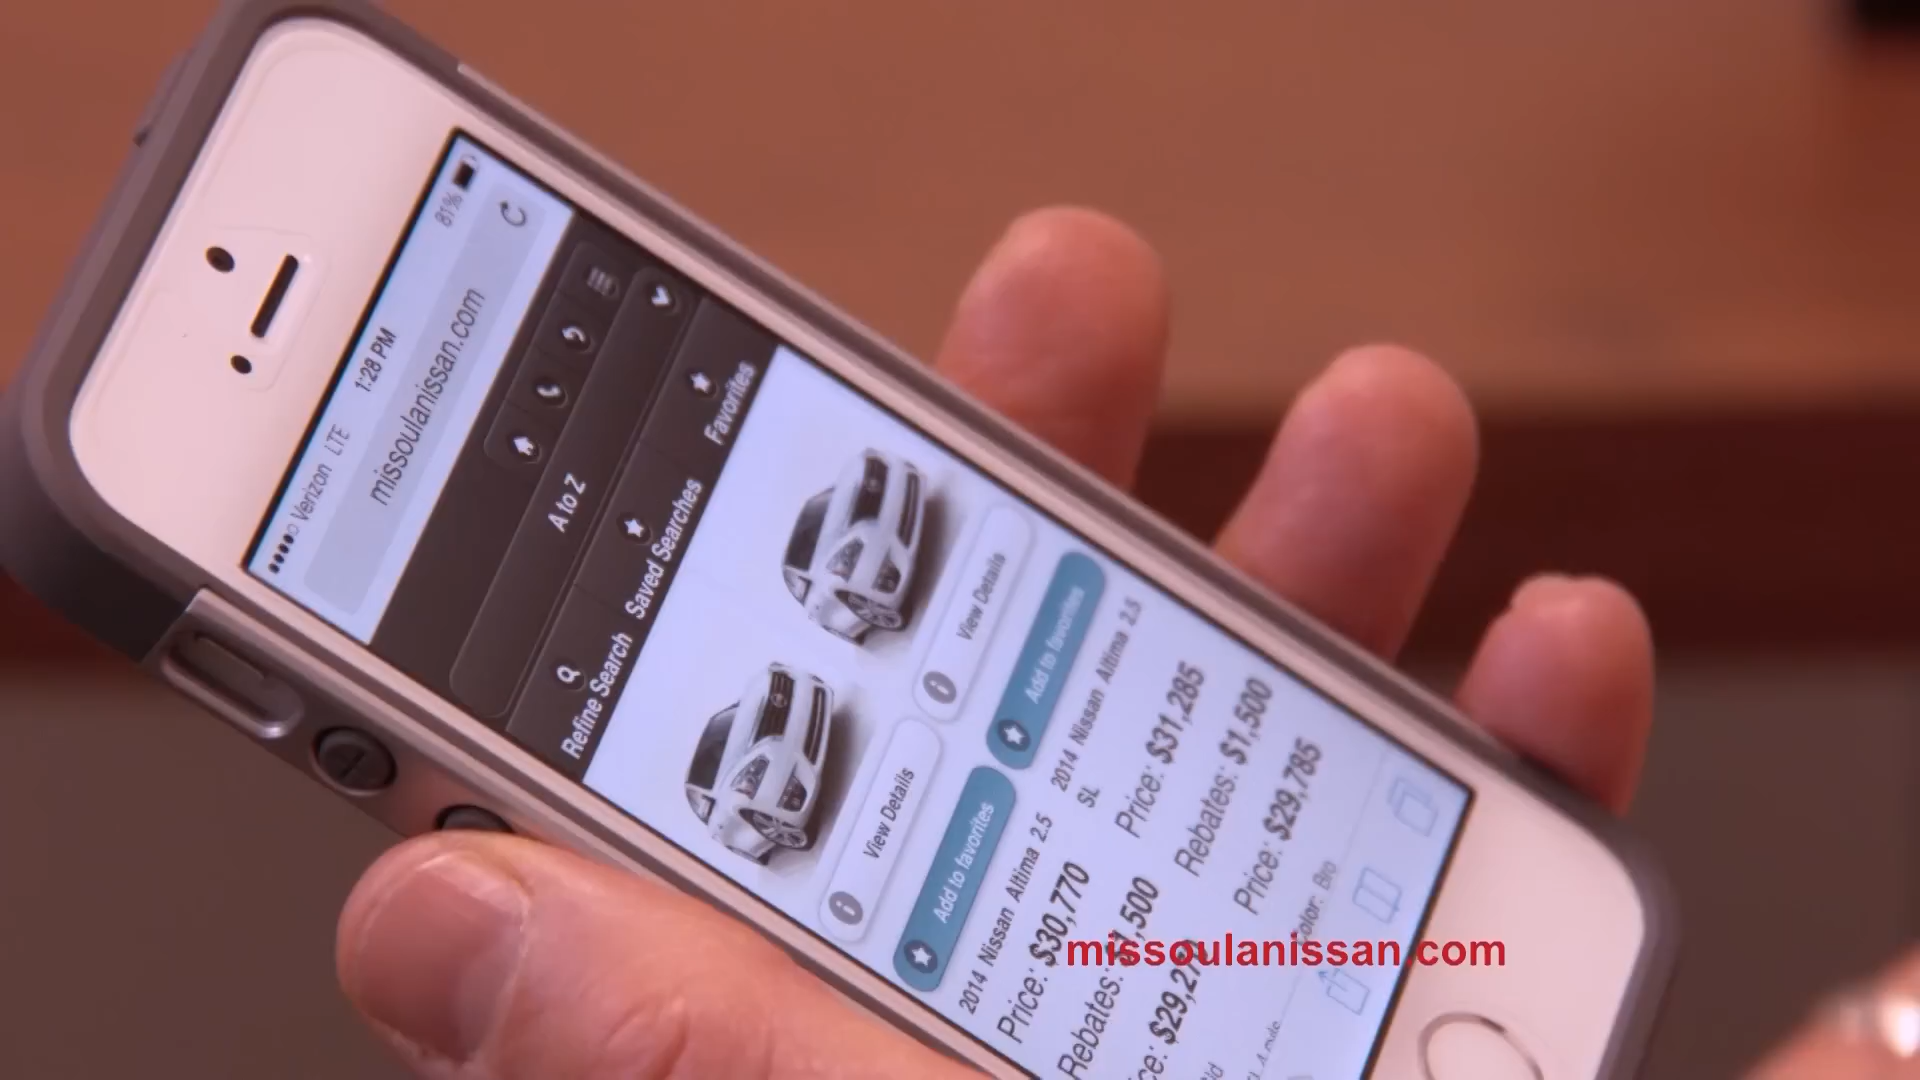 Verizon LTE 1:28 PM 81%
missoulanissan.com
A to Z
Refine Search Saved Searches Favorites
View Details
Add to favorites
2014 Nissan Altima 2.5
Price: $30,770
Rebates: $1,500
View Details
Add to favorites
2014 Nissan Altima 2.5
SL
Price: $31,285
Rebates: $1,500
Price: $29,785
Color: Bro
missoulanissan.com